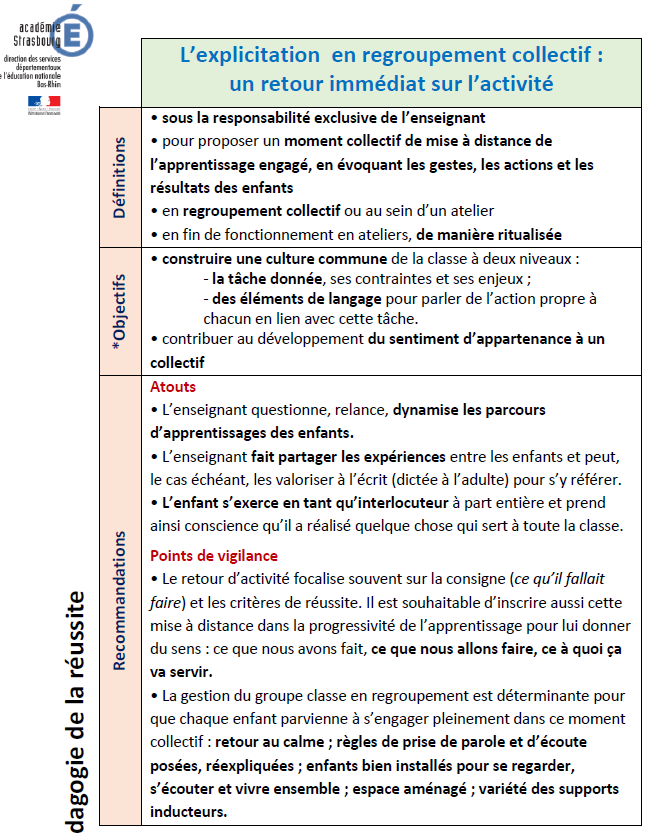 académie
Strasbourg
direction des services
départementaux
de l'éducation nationale
Bas-Rhin
L'explicitation en regroupement collectif :
un retour immédiat sur l'activité
Définitions
• sous la responsabilité exclusive de l'enseignant
• pour proposer un moment collectif de mise à distance de
l'apprentissage engagé, en évoquant les gestes, les actions et les
résultats des enfants
• en regroupement collectif ou au sein d'un atelier
• en fin de fonctionnement en ateliers, de manière ritualisée
*Objectifs
• construire une culture commune de la classe à deux niveaux :
- la tâche donnée, ses contraintes et ses enjeux ;
- des éléments de langage pour parler de l'action propre à
chacun en lien avec cette tâche.
• contribuer au développement du sentiment d'appartenance à un
collectif
Recommandations
Atouts
• L'enseignant questionne, relance, dynamise les parcours
d'apprentissages des enfants.
• L'enseignant fait partager les expériences entre les enfants et peut,
le cas échéant, les valoriser à l'écrit (dictée à l'adulte) pour s'y référer.
• L'enfant s'exerce en tant qu'interlocuteur à part entière et prend
ainsi conscience qu'il a réalisé quelque chose qui sert à toute la classe.
Points de vigilance
• Le retour d'activité focalise souvent sur la consigne (ce qu'il fallait
faire) et les critères de réussite. Il est souhaitable d'inscrire aussi cette
mise à distance dans la progressivité de l'apprentissage pour lui donner
du sens : ce que nous avons fait, ce que nous allons faire, ce à quoi ça
va servir.
• La gestion du groupe classe en regroupement est déterminante pour
que chaque enfant parvienne à s'engager pleinement dans ce moment
collectif : retour au calme ; règles de prise de parole et d'écoute
posées, réexpliquées ; enfants bien installés pour se regarder,
s'écouter et vivre ensemble ; espace aménagé ; variété des supports
inducteurs.
dagogie de la réussite